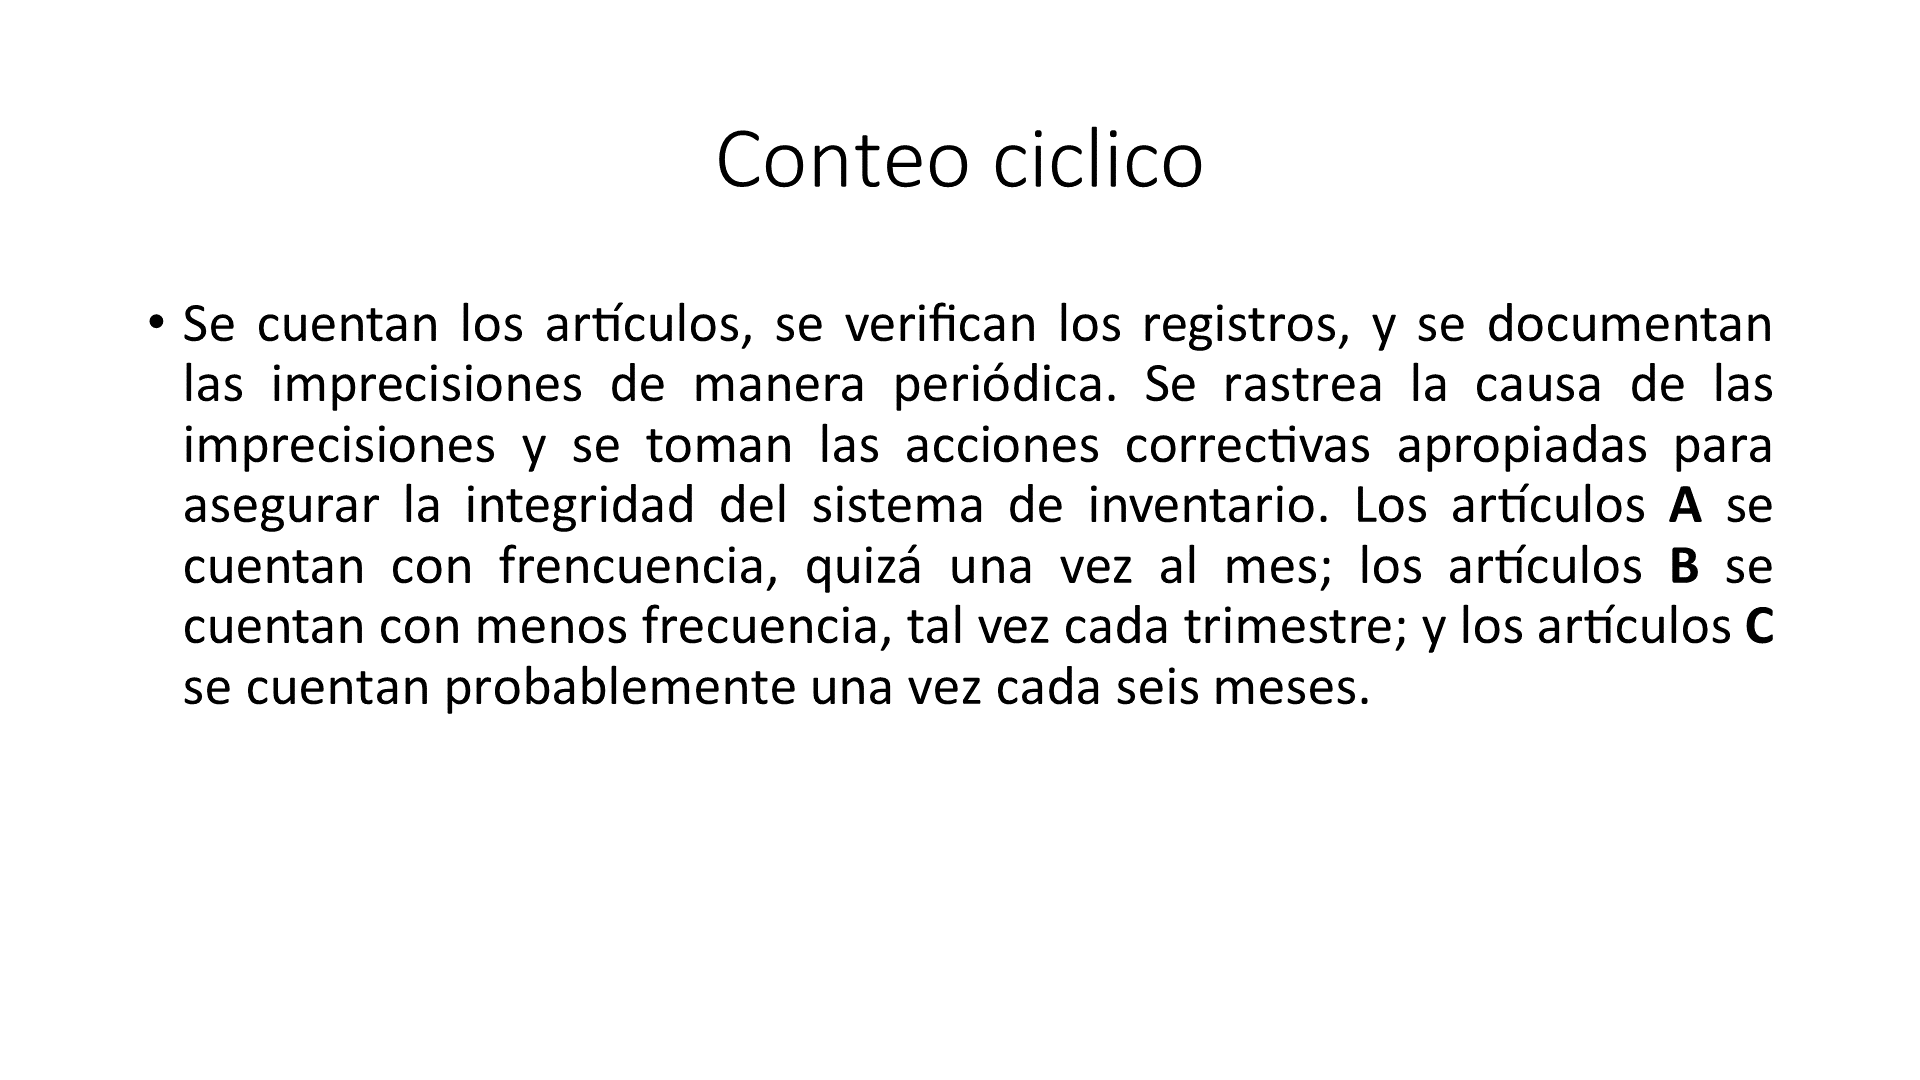 Conteo ciclico
• Se cuentan los artículos, se verifican los registros, y se documentan
las imprecisiones de manera periódica. Se rastrea la causa de las
imprecisiones y se toman las acciones correctivas apropiadas para
asegurar la integridad del sistema de inventario. Los artículos A se
cuentan con frencuencia, quizá una vez al mes; los artículos B se
cuentan con menos frecuencia, tal vez cada trimestre; y los artículos C
se cuentan probablemente una vez cada seis meses.